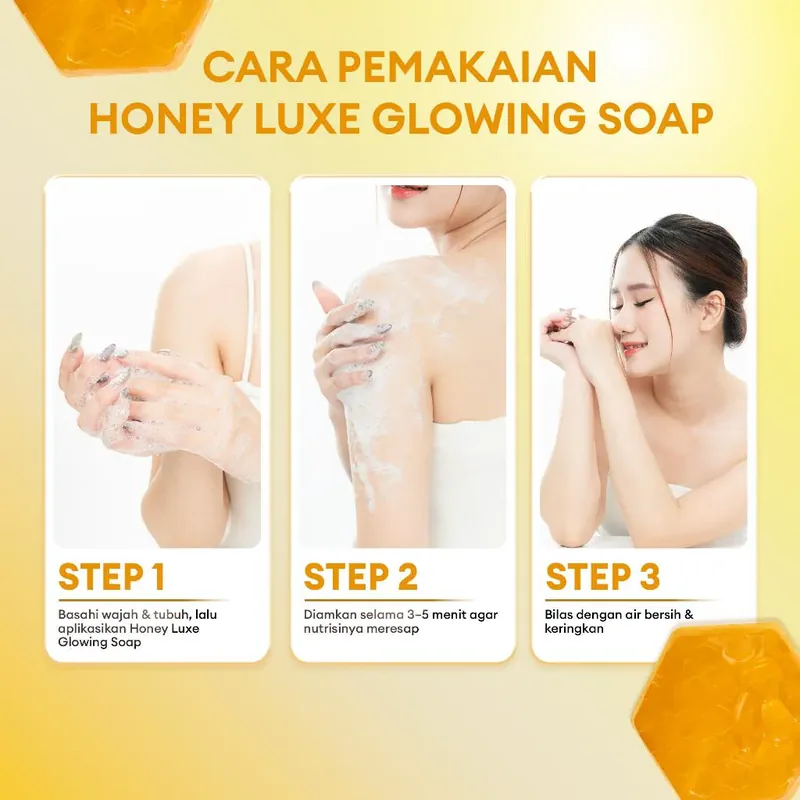 CARA PEMAKAIAN
HONEY LUXE GLOWING SOAP
STEP 1
Basahi wajah & tubuh, lalu
aplikasikan Honey Luxe
Glowing Soap
STEP 2
Diamkan selama 3–5 menit agar
nutrisinya meresap
STEP 3
Bilas dengan air bersih &
keringkan